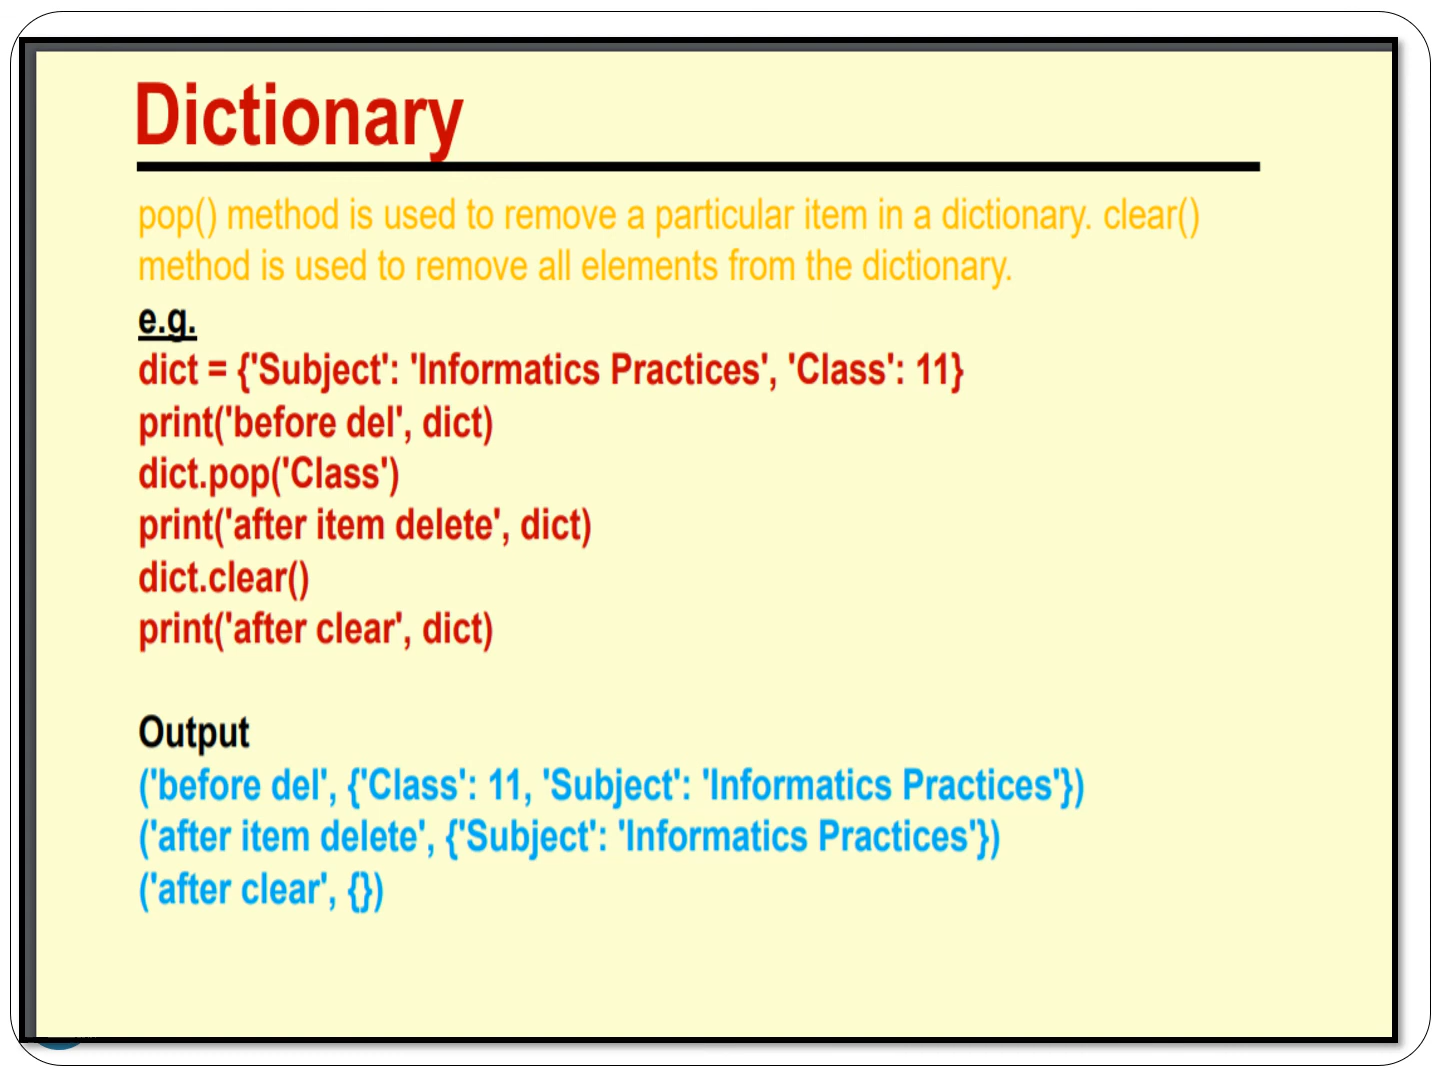 Dictionary
pop() method is used to remove a particular item in a dictionary. clear()
method is used to remove all elements from the dictionary.
e.g.
dict = {'Subject': 'Informatics Practices', 'Class': 11}
print('before del', dict)
dict.pop('Class')
print('after item delete', dict)
dict.clear()
print('after clear', dict)
Output
('before del', {'Class': 11, 'Subject': 'Informatics Practices'})
('after item delete', {'Subject': 'Informatics Practices'})
('after clear', {})